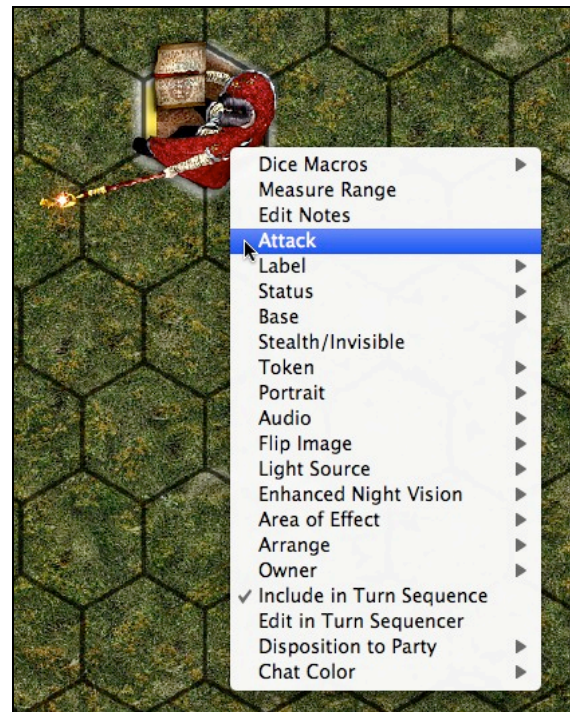 Dice Macros
Measure Range
Edit Notes
Attack
Label
Status
Base
Stealth/Invisible
Token
Portrait
Audio
Flip Image
Light Source
Enhanced Night Vision
Area of Effect
Arrange
Owner
✓ Include in Turn Sequence
Edit in Turn Sequencer
Disposition to Party
Chat Color